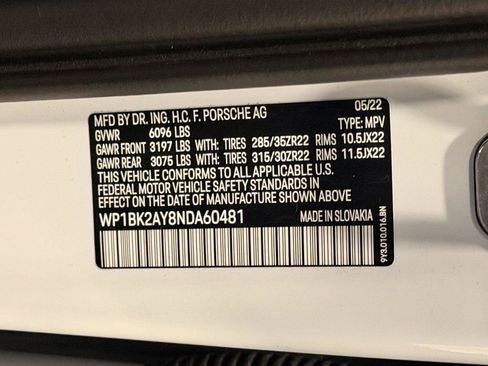 MFD BY DR. ING. H.C. F. PORSCHE AG 05/22
GVWR 6096 LBS TYPE: MPV
GAWR FRONT 3197 LBS WITH: TIRES 285/35ZR22 RIMS 10.5JX22
GAWR REAR 3075 LBS WITH: TIRES 315/30ZR22 RIMS 11.5JX22
THIS VEHICLE CONFORMS TO ALL APPLICABLE U.S.
FEDERAL MOTOR VEHICLE SAFETY STANDARDS IN
EFFECT ON THE DATE OF MANUFACTURE SHOWN ABOVE
WP1BK2AY8NDA60481 MADE IN SLOVAKIA
9Y3.010.016.BN